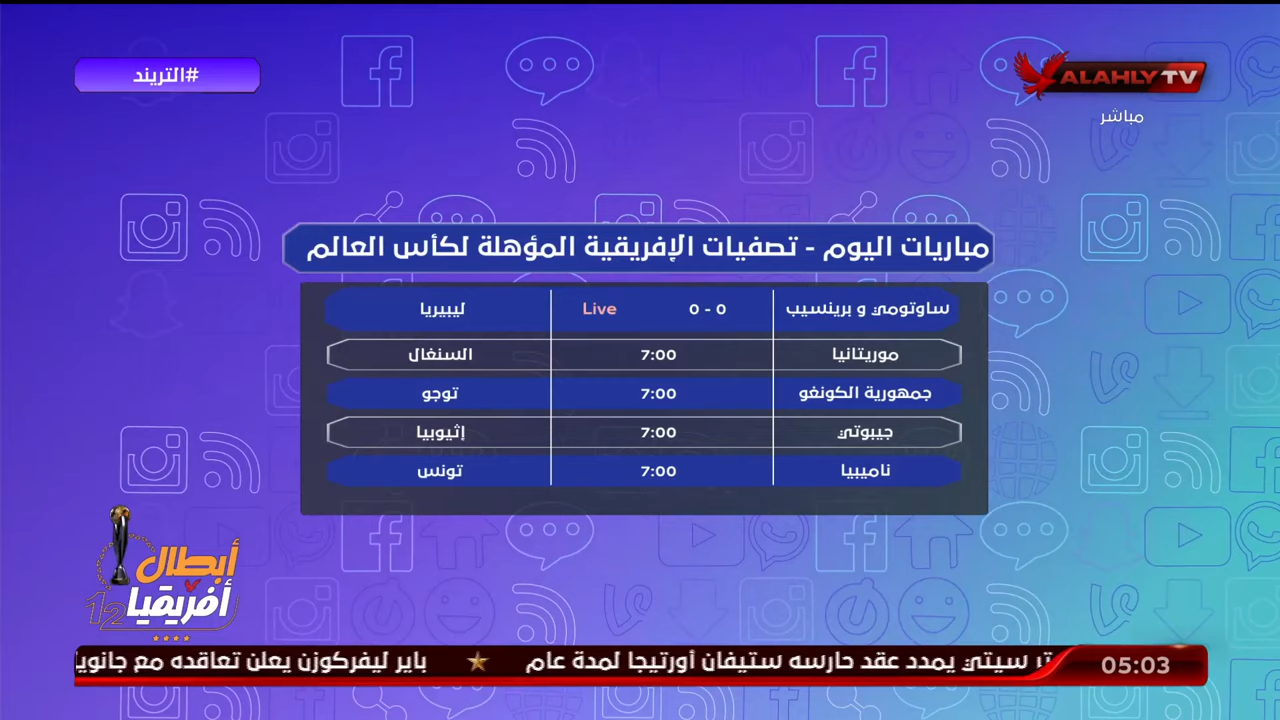 #التريند
ALAHLY TV
مباشر
مباريات اليوم - تصفيات الإفريقية المؤهلة لكأس العالم
ساوتومي و برينسيب 0 - 0 Live ليبيريا
موريتانيا 7:00 السنغال
جمهورية الكونغو 7:00 توجو
جيبوتي 7:00 إثيوبيا
ناميبيا 7:00 تونس
أبطال
أفريقيا
12
05:03
سيتي يمدد عقد حارسه ستيفان أورتيجا لمدة عام ★ باير ليفركوزن يعلن تعاقده مع